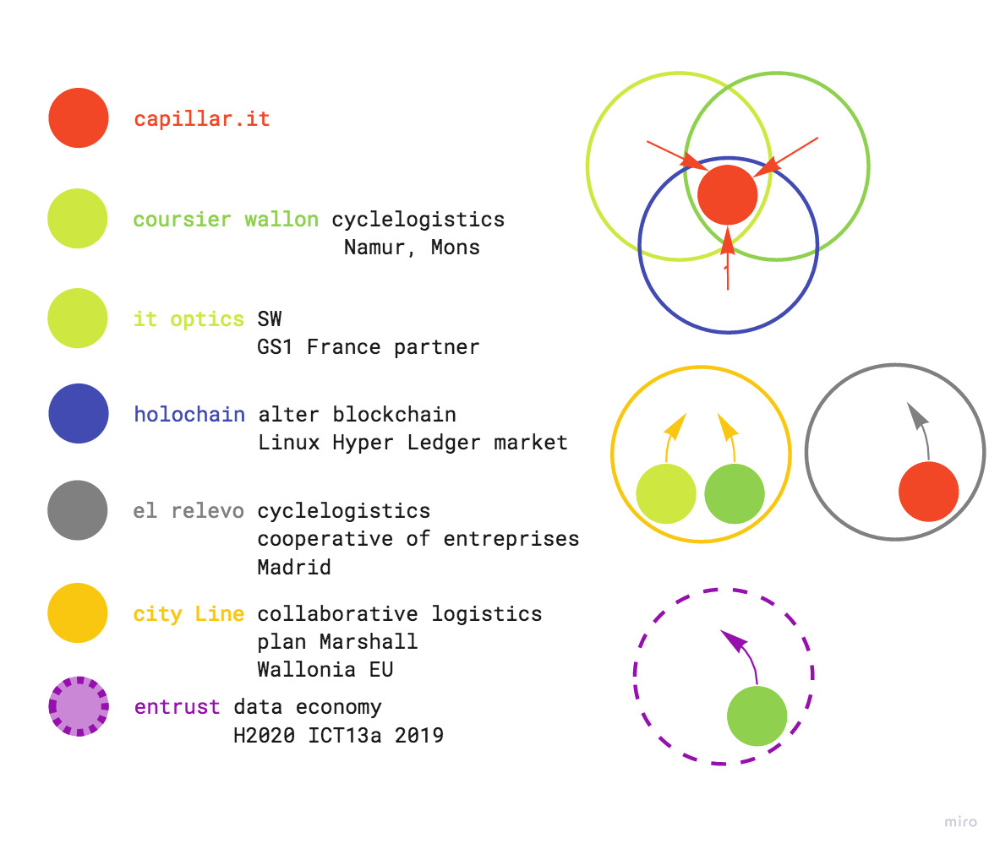 capillar.it
coursier wallon cyclelogistics
Namur, Mons
it optics SW
GS1 France partner
holochain alter blockchain
Linux Hyper Ledger market
el relevo cyclelogistics
cooperative of entreprises
Madrid
city Line collaborative logistics
plan Marshall
Wallonia EU
entrust data economy
H2020 ICT13a 2019
miro